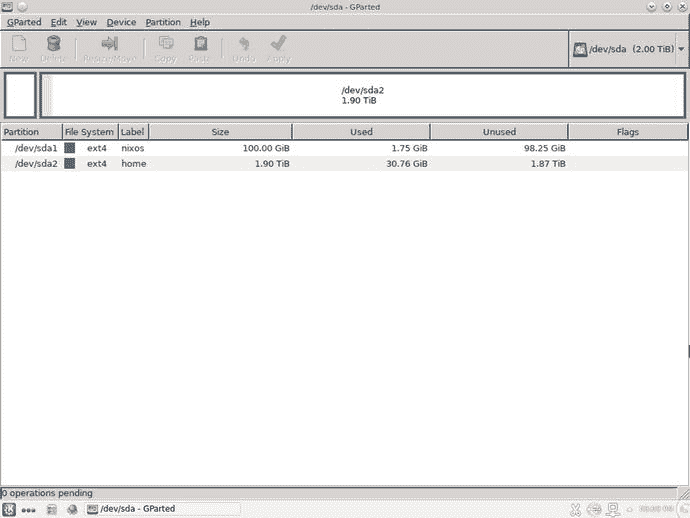 /dev/sda - GParted
GParted Edit View Device Partition Help
New Delete Resize/Move Copy Paste Undo Apply /dev/sda (2.00 TiB)
/dev/sda2
1.90 TiB
Partition File System Label Size Used Unused Flags
/dev/sda1 ext4 nixos 100.00 GiB 1.75 GiB 98.25 GiB
/dev/sda2 ext4 home 1.90 TiB 30.76 GiB 1.87 TiB
0 operations pending
/dev/sda - GParted